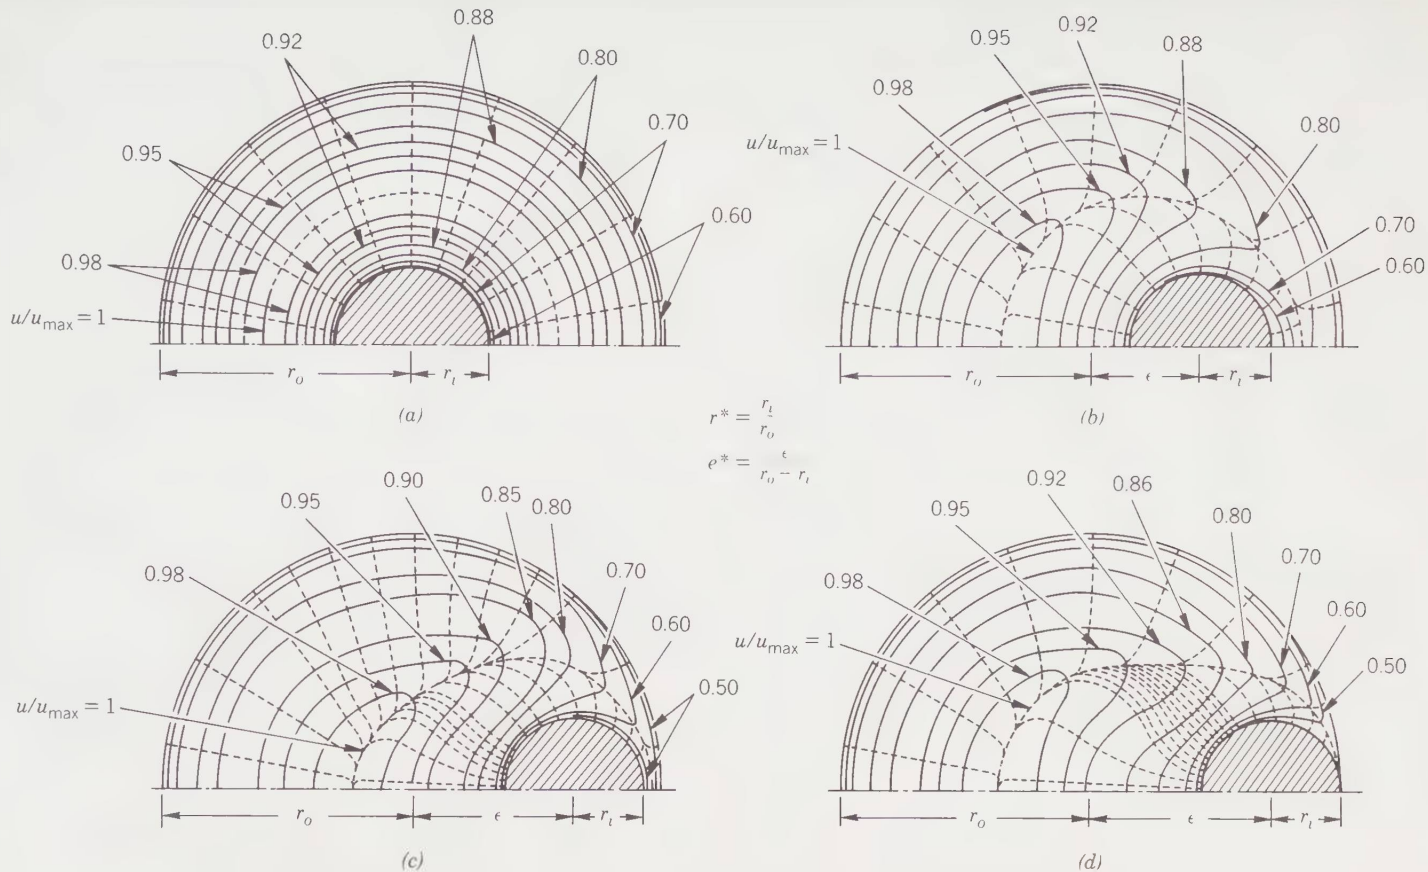 0.92
0.88
0.80
0.70
0.95
0.60
0.98
u/u_max = 1
r_o
r_i
(a)
0.98
0.95
0.92
0.88
0.80
u/u_max = 1
0.70
0.60
r_o
ϵ
r_i
(b)
r* = r_i / r_o
e* = ϵ / r_o − r_i
0.98
0.95
0.90
0.85
0.80
0.70
0.60
0.50
u/u_max = 1
r_o
ϵ
r_i
(c)
0.98
0.95
0.92
0.86
0.80
0.70
0.60
0.50
u/u_max = 1
r_o
ϵ
r_i
(d)